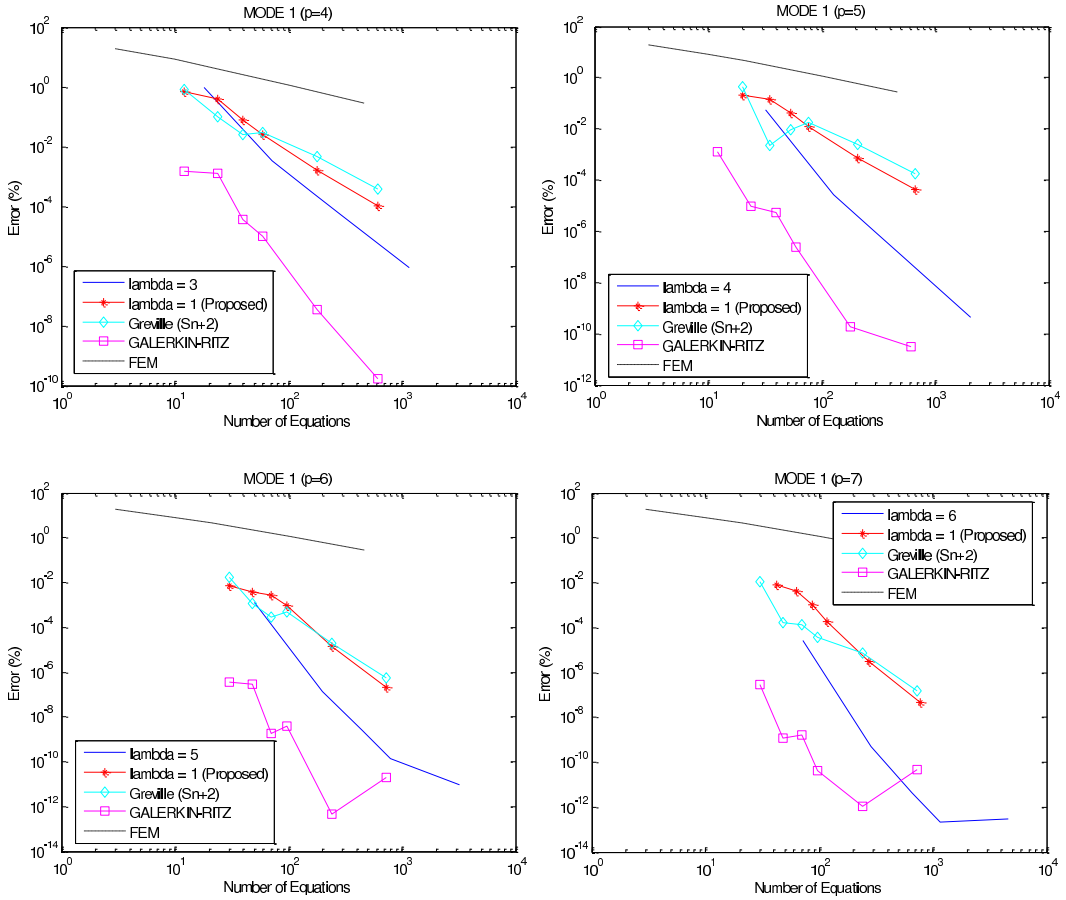 MODE 1 (p=4)
Error (%)
10^2
10^0
10^-2
10^-4
10^-6
10^-8
10^-10
lambda = 3
lambda = 1 (Proposed)
Greville (Sn+2)
GALERKIN-RITZ
FEM
10^0 10^1 10^2 10^3 10^4
Number of Equations
MODE 1 (p=5)
Error (%)
10^2
10^0
10^-2
10^-4
10^-6
10^-8
10^-10
10^-12
lambda = 4
lambda = 1 (Proposed)
Greville (Sn+2)
GALERKIN-RITZ
FEM
10^0 10^1 10^2 10^3 10^4
Number of Equations
MODE 1 (p=6)
Error (%)
10^2
10^0
10^-2
10^-4
10^-6
10^-8
10^-10
10^-12
10^-14
lambda = 5
lambda = 1 (Proposed)
Greville (Sn+2)
GALERKIN-RITZ
FEM
10^0 10^1 10^2 10^3 10^4
Number of Equations
MODE 1 (p=7)
Error (%)
10^2
10^0
10^-2
10^-4
10^-6
10^-8
10^-10
10^-12
10^-14
lambda = 6
lambda = 1 (Proposed)
Greville (Sn+2)
GALERKIN-RITZ
FEM
10^0 10^1 10^2 10^3 10^4
Number of Equations